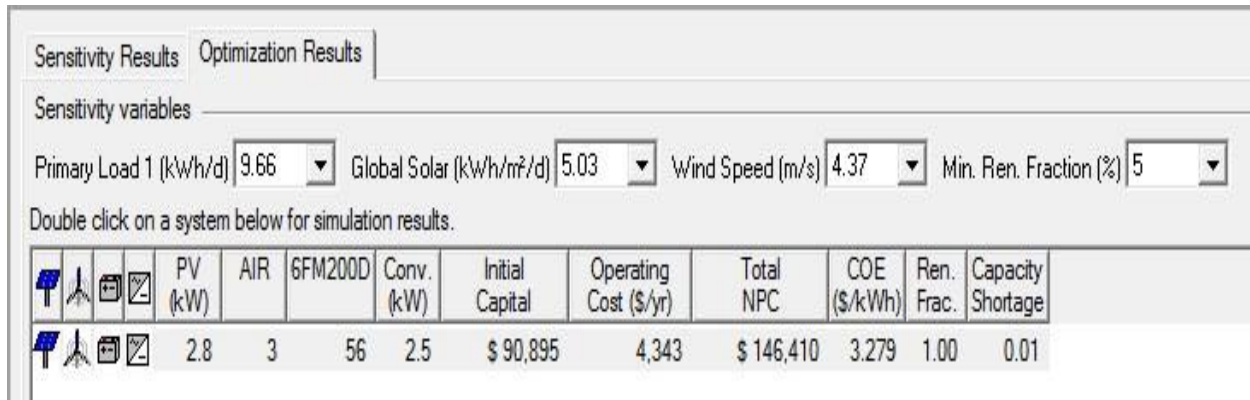 Sensitivity Results Optimization Results
Sensitivity variables
Primary Load 1 (kWh/d) 9.66 Global Solar (kWh/m²/d) 5.03 Wind Speed (m/s) 4.37 Min. Ren. Fraction (%) 5
Double click on a system below for simulation results.
PV AIR 6FM200D Conv. Initial Operating Total COE Ren. Capacity
(kW) (kW) Capital Cost ($/yr) NPC ($/kWh) Frac. Shortage
2.8 3 56 2.5 $ 90,895 4,343 $ 146,410 3.279 1.00 0.01